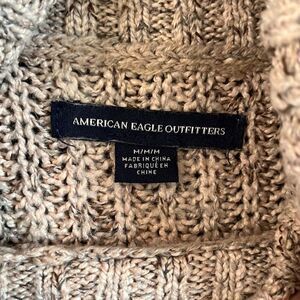 AMERICAN EAGLE OUTFITTERS
M/M/M
MADE IN CHINA
FABRIQUÉ EN
CHINE